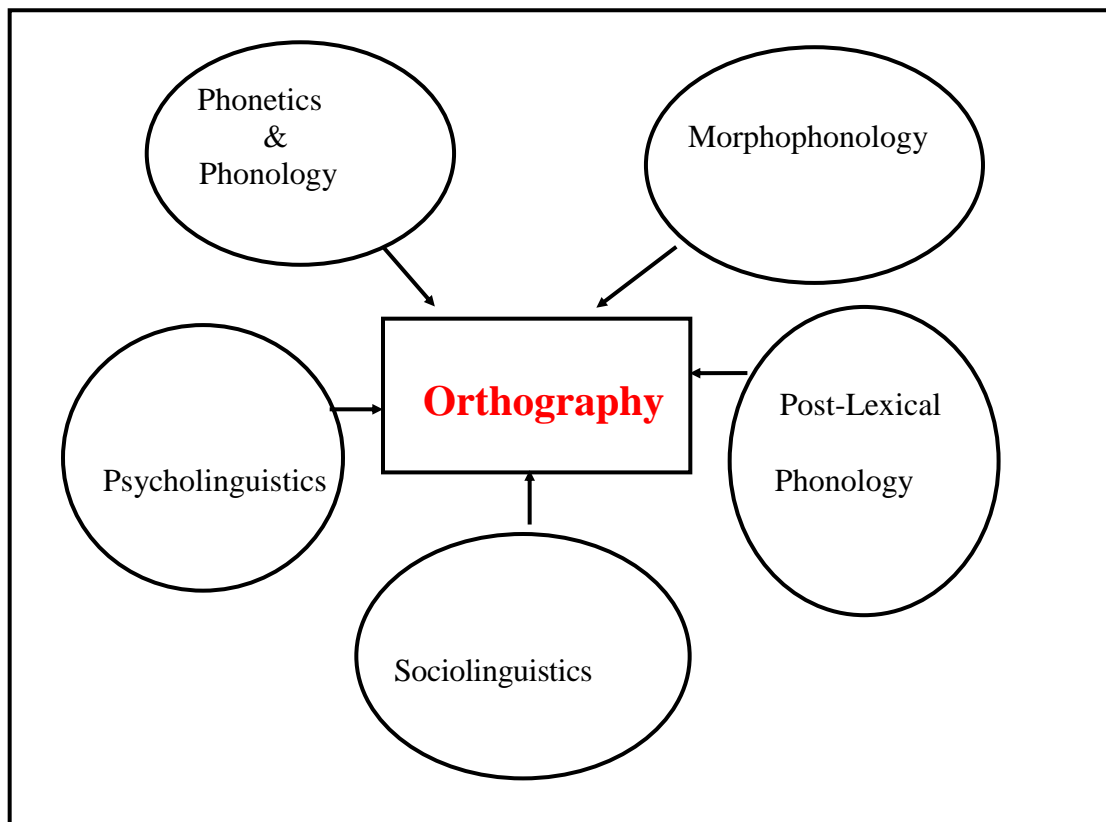 Phonetics
&
Phonology
Morphophonology
Orthography
Post-Lexical
Phonology
Psycholinguistics
Sociolinguistics